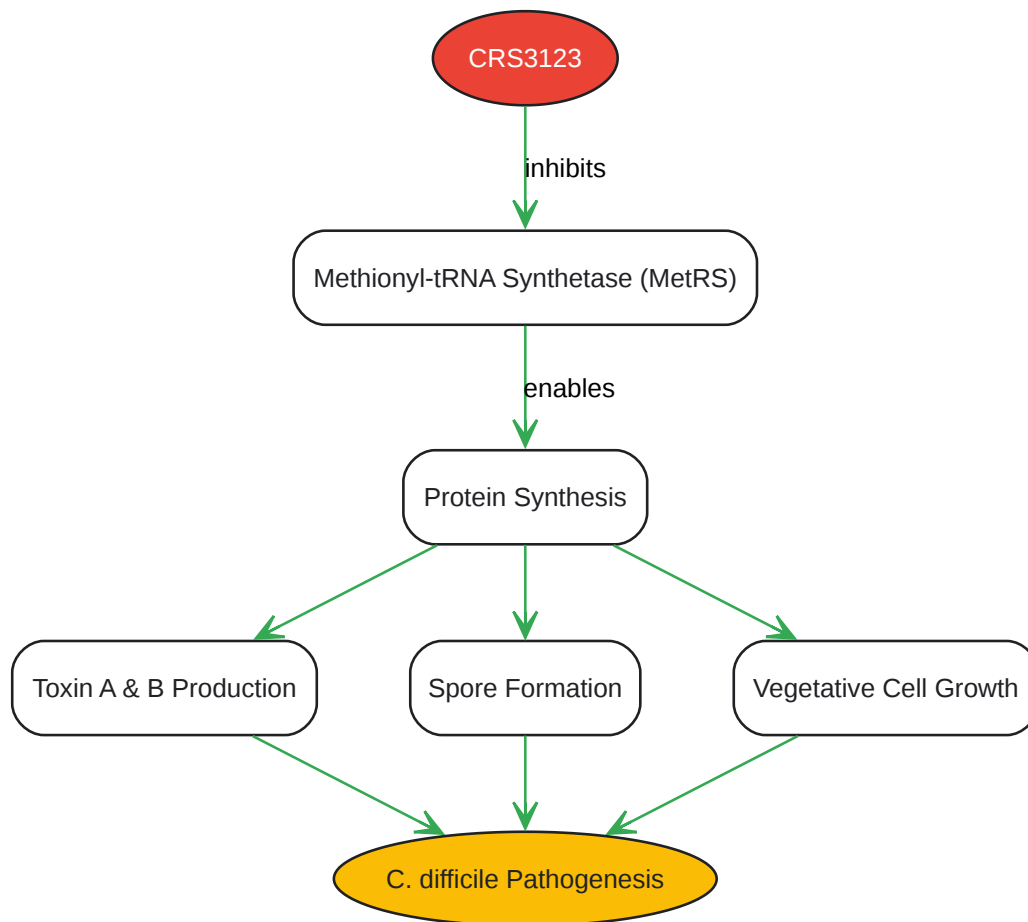 CRS3123
inhibits
Methionyl-tRNA Synthetase (MetRS)
enables
Protein Synthesis
Toxin A & B Production
Spore Formation
Vegetative Cell Growth
C. difficile Pathogenesis